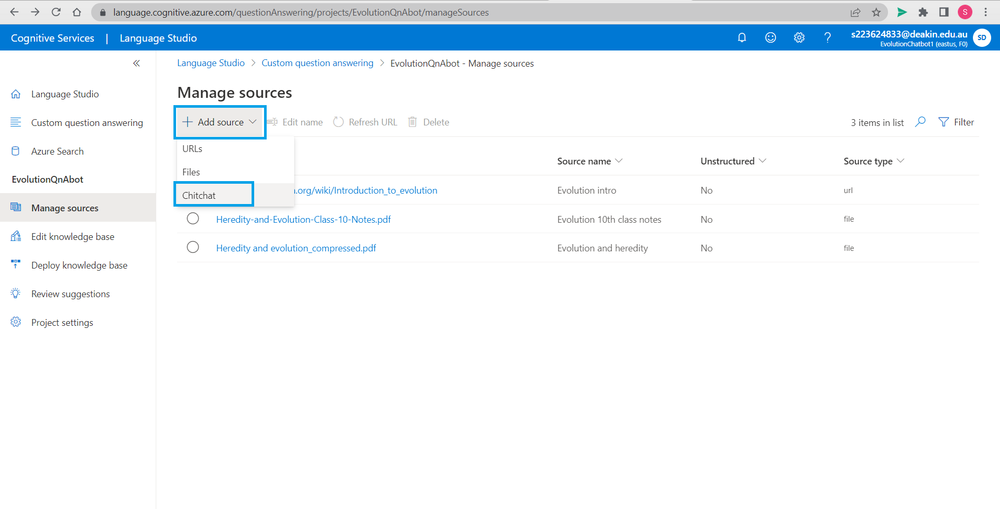 language.cognitive.azure.com/questionAnswering/projects/EvolutionQnAbot/manageSources
S
Cognitive Services | Language Studio
s223624833@deakin.edu.au
EvolutionChatbot1 (eastus, F0)
SD
Language Studio > Custom question answering > EvolutionQnAbot - Manage sources
Language Studio
Custom question answering
Azure Search
EvolutionQnAbot
Manage sources
Edit knowledge base
Deploy knowledge base
Review suggestions
Project settings
Manage sources
Add source Edit name Refresh URL Delete 3 items in list Filter
URLs
Files
Chitchat
Source name Unstructured Source type
.org/wiki/Introduction_to_evolution Evolution intro No url
Heredity-and-Evolution-Class-10-Notes.pdf Evolution 10th class notes No file
Heredity and evolution_compressed.pdf Evolution and heredity No file